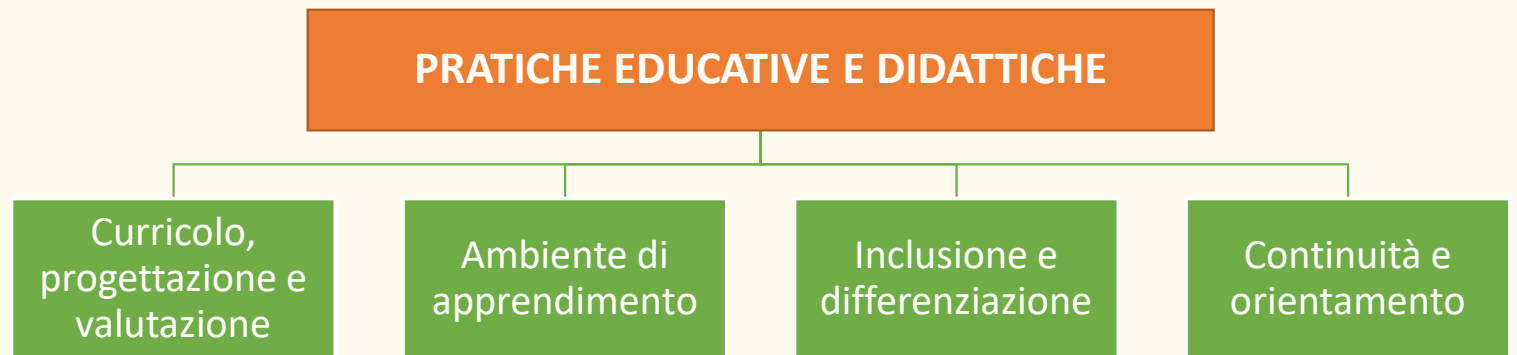 PRATICHE EDUCATIVE E DIDATTICHE
Curricolo,
progettazione e
valutazione
Ambiente di
apprendimento
Inclusione e
differenziazione
Continuità e
orientamento